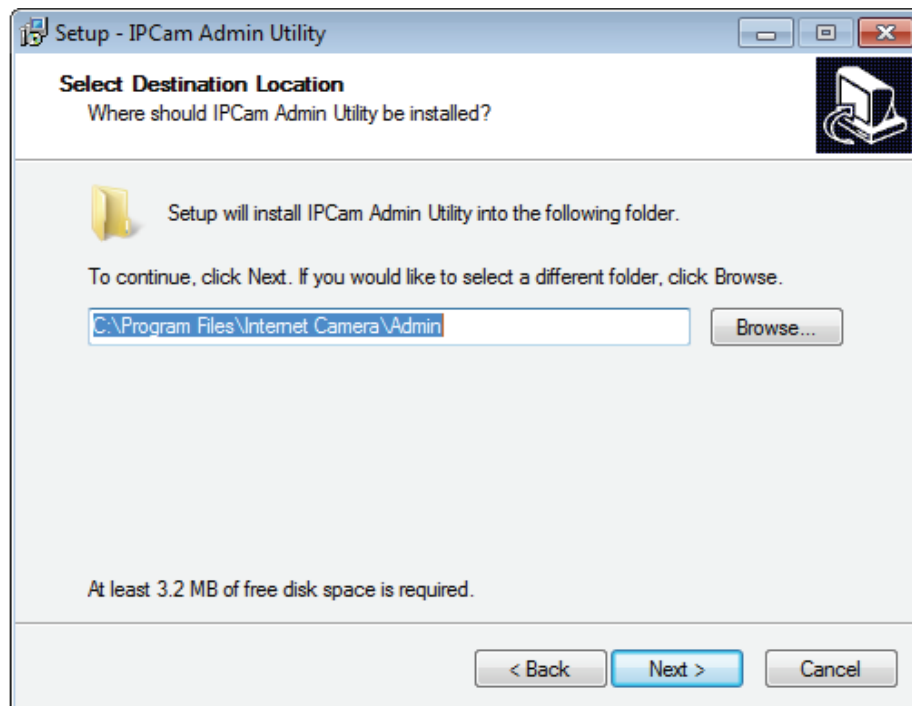 Setup - IPCam Admin Utility
Select Destination Location
Where should IPCam Admin Utility be installed?
Setup will install IPCam Admin Utility into the following folder.
To continue, click Next. If you would like to select a different folder, click Browse.
C:\Program Files\Internet Camera\Admin
Browse...
At least 3.2 MB of free disk space is required.
< Back
Next >
Cancel